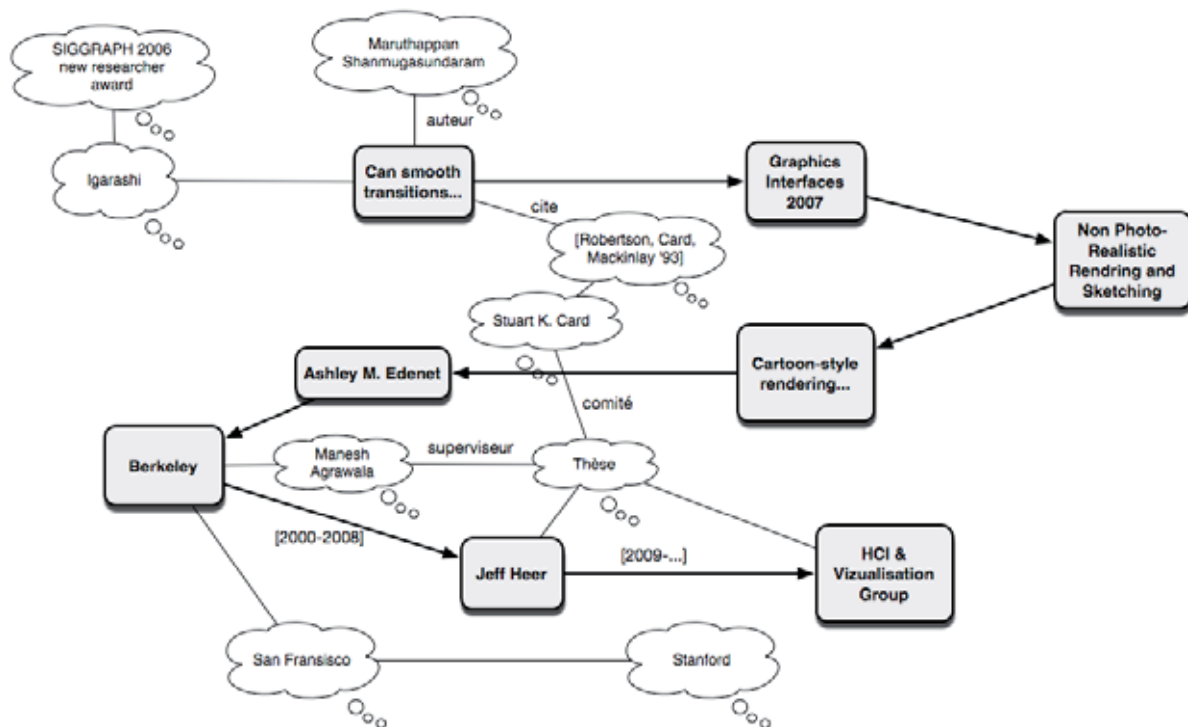 SIGGRAPH 2006
new researcher
award
Maruthappan
Shanmugasundaram
auteur
Igarashi
Can smooth
transitions...
Graphics
Interfaces
2007
cite
[Robertson, Card,
Mackinlay '93]
Non Photo-
Realistic
Rendring and
Sketching
Stuart K. Card
Ashley M. Edenet
Cartoon-style
rendering...
comité
Berkeley
Manesh
Agrawala
superviseur
Thèse
[2000-2008]
Jeff Heer
[2009-...]
HCI &
Vizualisation
Group
San Fransisco
Stanford